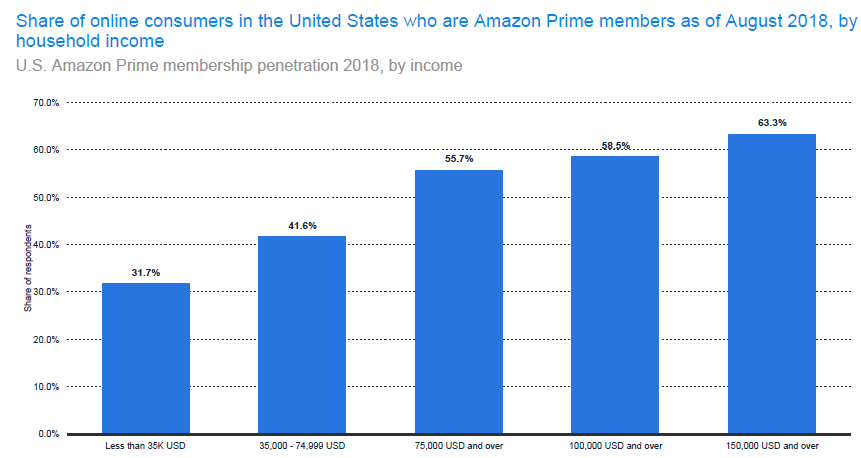 Share of online consumers in the United States who are Amazon Prime members as of August 2018, by
household income
U.S. Amazon Prime membership penetration 2018, by income
70.0%
60.0%
50.0%
40.0%
30.0%
20.0%
10.0%
0.0%
Share of respondents
31.7%
41.6%
55.7%
58.5%
63.3%
Less than 35K USD
35,000 - 74,999 USD
75,000 USD and over
100,000 USD and over
150,000 USD and over